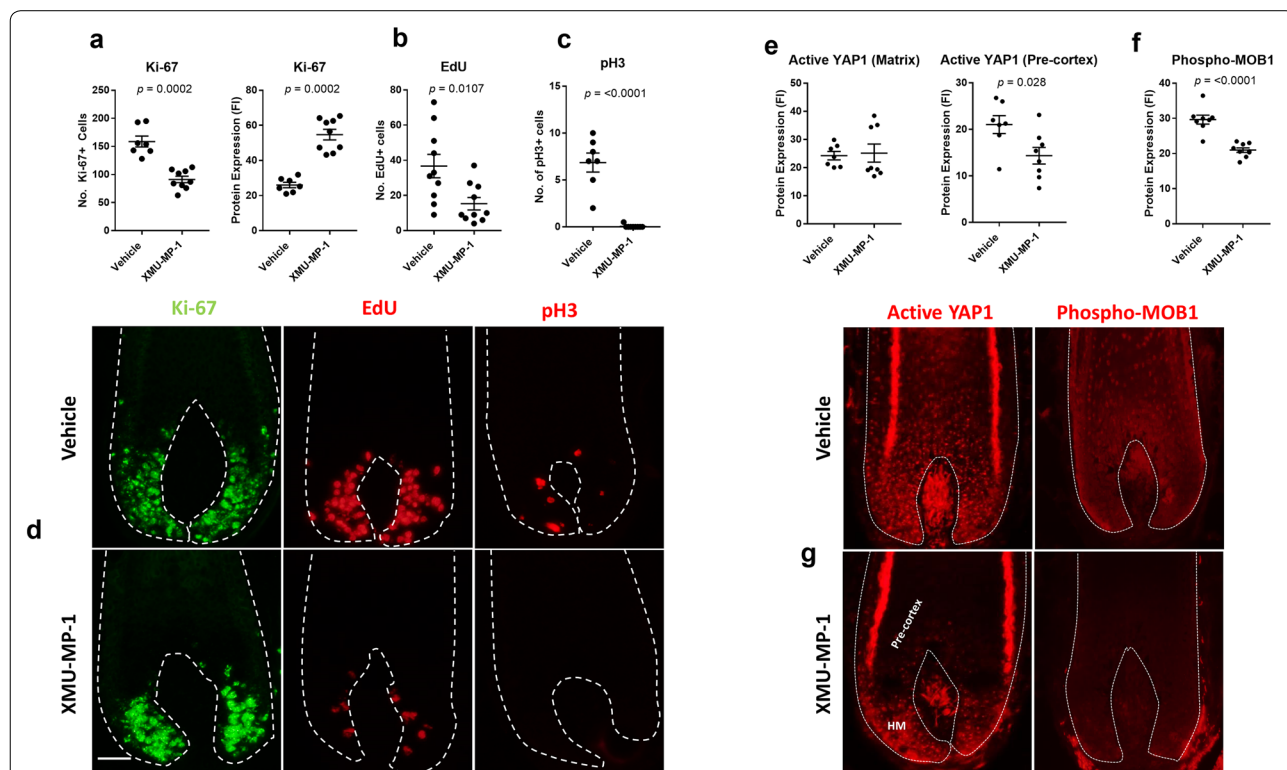 a
Ki-67
p = 0.0002
No. Ki-67+ Cells
250
200
150
100
50
0
Vehicle
XMU-MP-1
Ki-67
p = 0.0002
Protein Expression (FI)
80
60
40
20
0
Vehicle
XMU-MP-1
b
EdU
p = 0.0107
No. EdU+ cells
80
60
40
20
0
Vehicle
XMU-MP-1
c
pH3
p = <0.0001
No. of pH3+ cells
15
10
5
0
Vehicle
XMU-MP-1
e
Active YAP1 (Matrix)
Protein Expression (FI)
50
40
30
20
10
0
Vehicle
XMU-MP-1
Active YAP1 (Pre-cortex)
p = 0.028
Protein Expression (FI)
30
20
10
0
Vehicle
XMU-MP-1
f
Phospho-MOB1
p = <0.0001
Protein Expression (FI)
40
30
20
10
0
Vehicle
XMU-MP-1
Ki-67
EdU
pH3
Vehicle
d
XMU-MP-1
Active YAP1
Phospho-MOB1
Vehicle
g
XMU-MP-1
Pre-cortex
HM